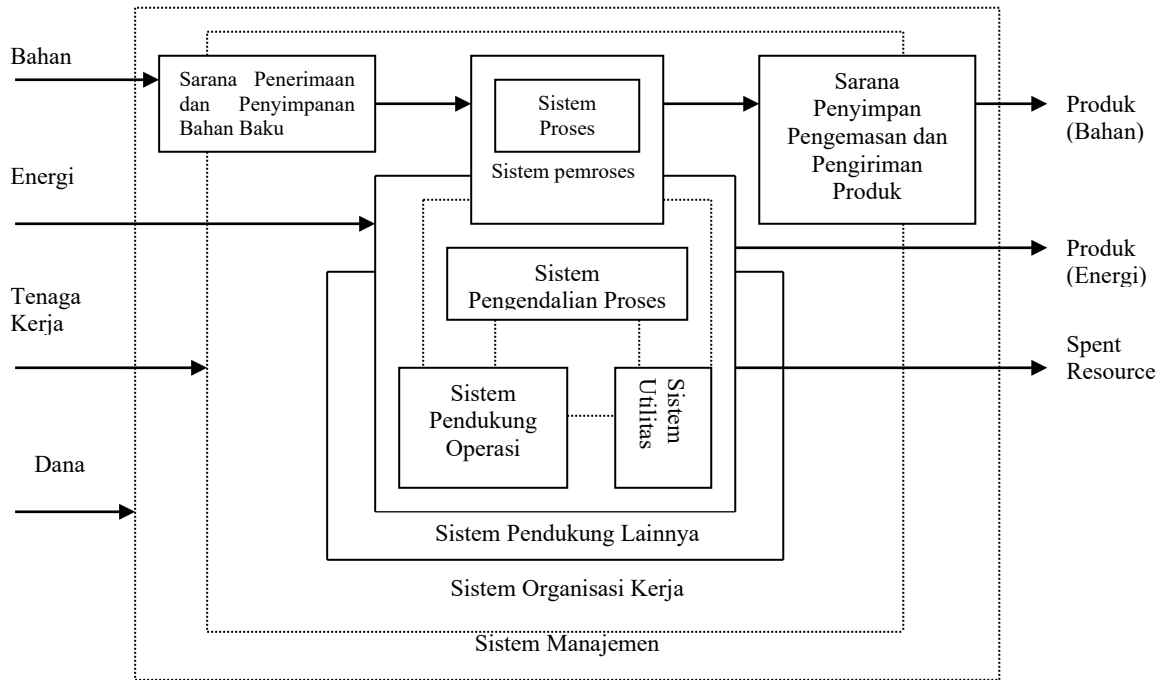 Bahan
Sarana Penerimaan
dan Penyimpanan
Bahan Baku
Sistem
Proses
Sistem pemroses
Sarana
Penyimpan
Pengemasan dan
Pengiriman
Produk
Produk
(Bahan)
Energi
Produk
(Energi)
Sistem
Pengendalian Proses
Tenaga
Kerja
Spent
Resource
Sistem
Pendukung
Operasi
Sistem
Utilitas
Dana
Sistem Pendukung Lainnya
Sistem Organisasi Kerja
Sistem Manajemen